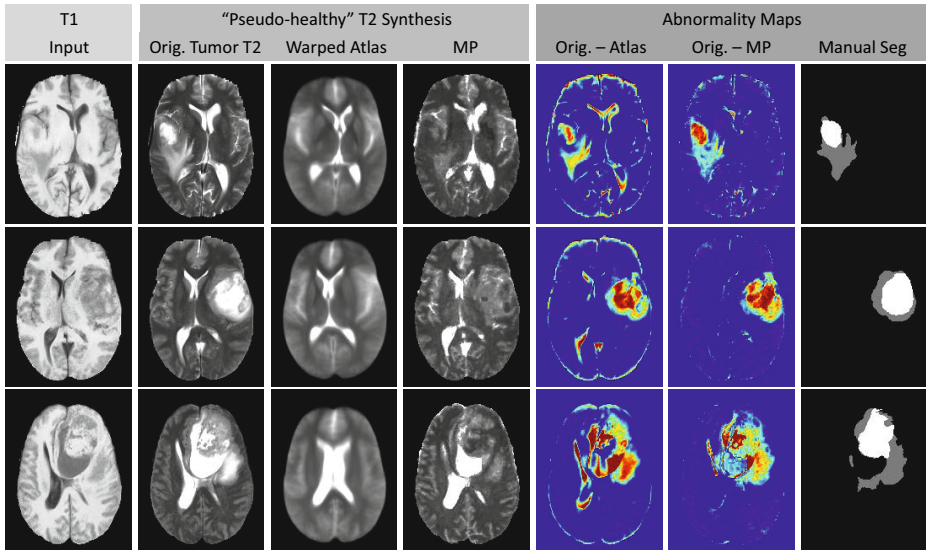 T1 “Pseudo-healthy” T2 Synthesis Abnormality Maps
Input Orig. Tumor T2 Warped Atlas MP Orig. – Atlas Orig. – MP Manual Seg